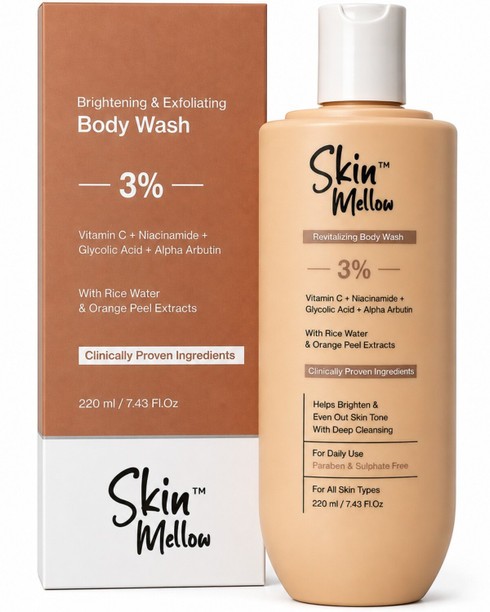 Brightening & Exfoliating
Body Wash
3%
Vitamin C + Niacinamide +
Glycolic Acid + Alpha Arbutin
With Rice Water
& Orange Peel Extracts
Clinically Proven Ingredients
220 ml / 7.43 Fl.Oz
Skin™
Mellow
Skin™
Mellow
Revitalizing Body Wash
3%
Vitamin C + Niacinamide +
Glycolic Acid + Alpha Arbutin
With Rice Water
& Orange Peel Extracts
Clinically Proven Ingredients
Helps Brighten &
Even Out Skin Tone
With Deep Cleansing
For Daily Use
Paraben & Sulphate Free
For All Skin Types
220 ml / 7.43 Fl.Oz